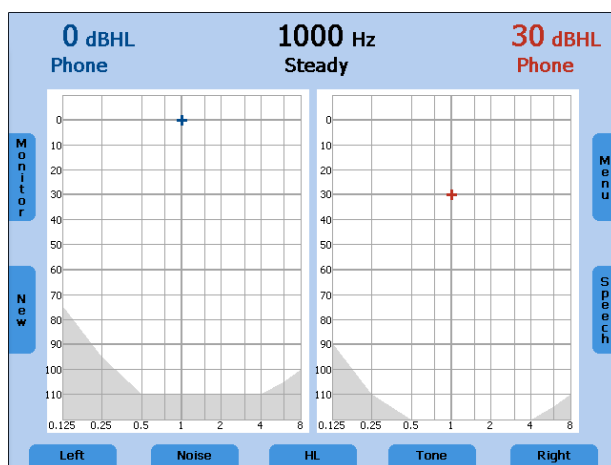 0 dBHL 1000 Hz 30 dBHL
Phone Steady Phone
Monitor
New
Menu
Speech
0
10
20
30
40
50
60
70
80
90
100
110
0.125 0.25 0.5 1 2 4 8
0
10
20
30
40
50
60
70
80
90
100
110
0.125 0.25 0.5 1 2 4 8
Left Noise HL Tone Right